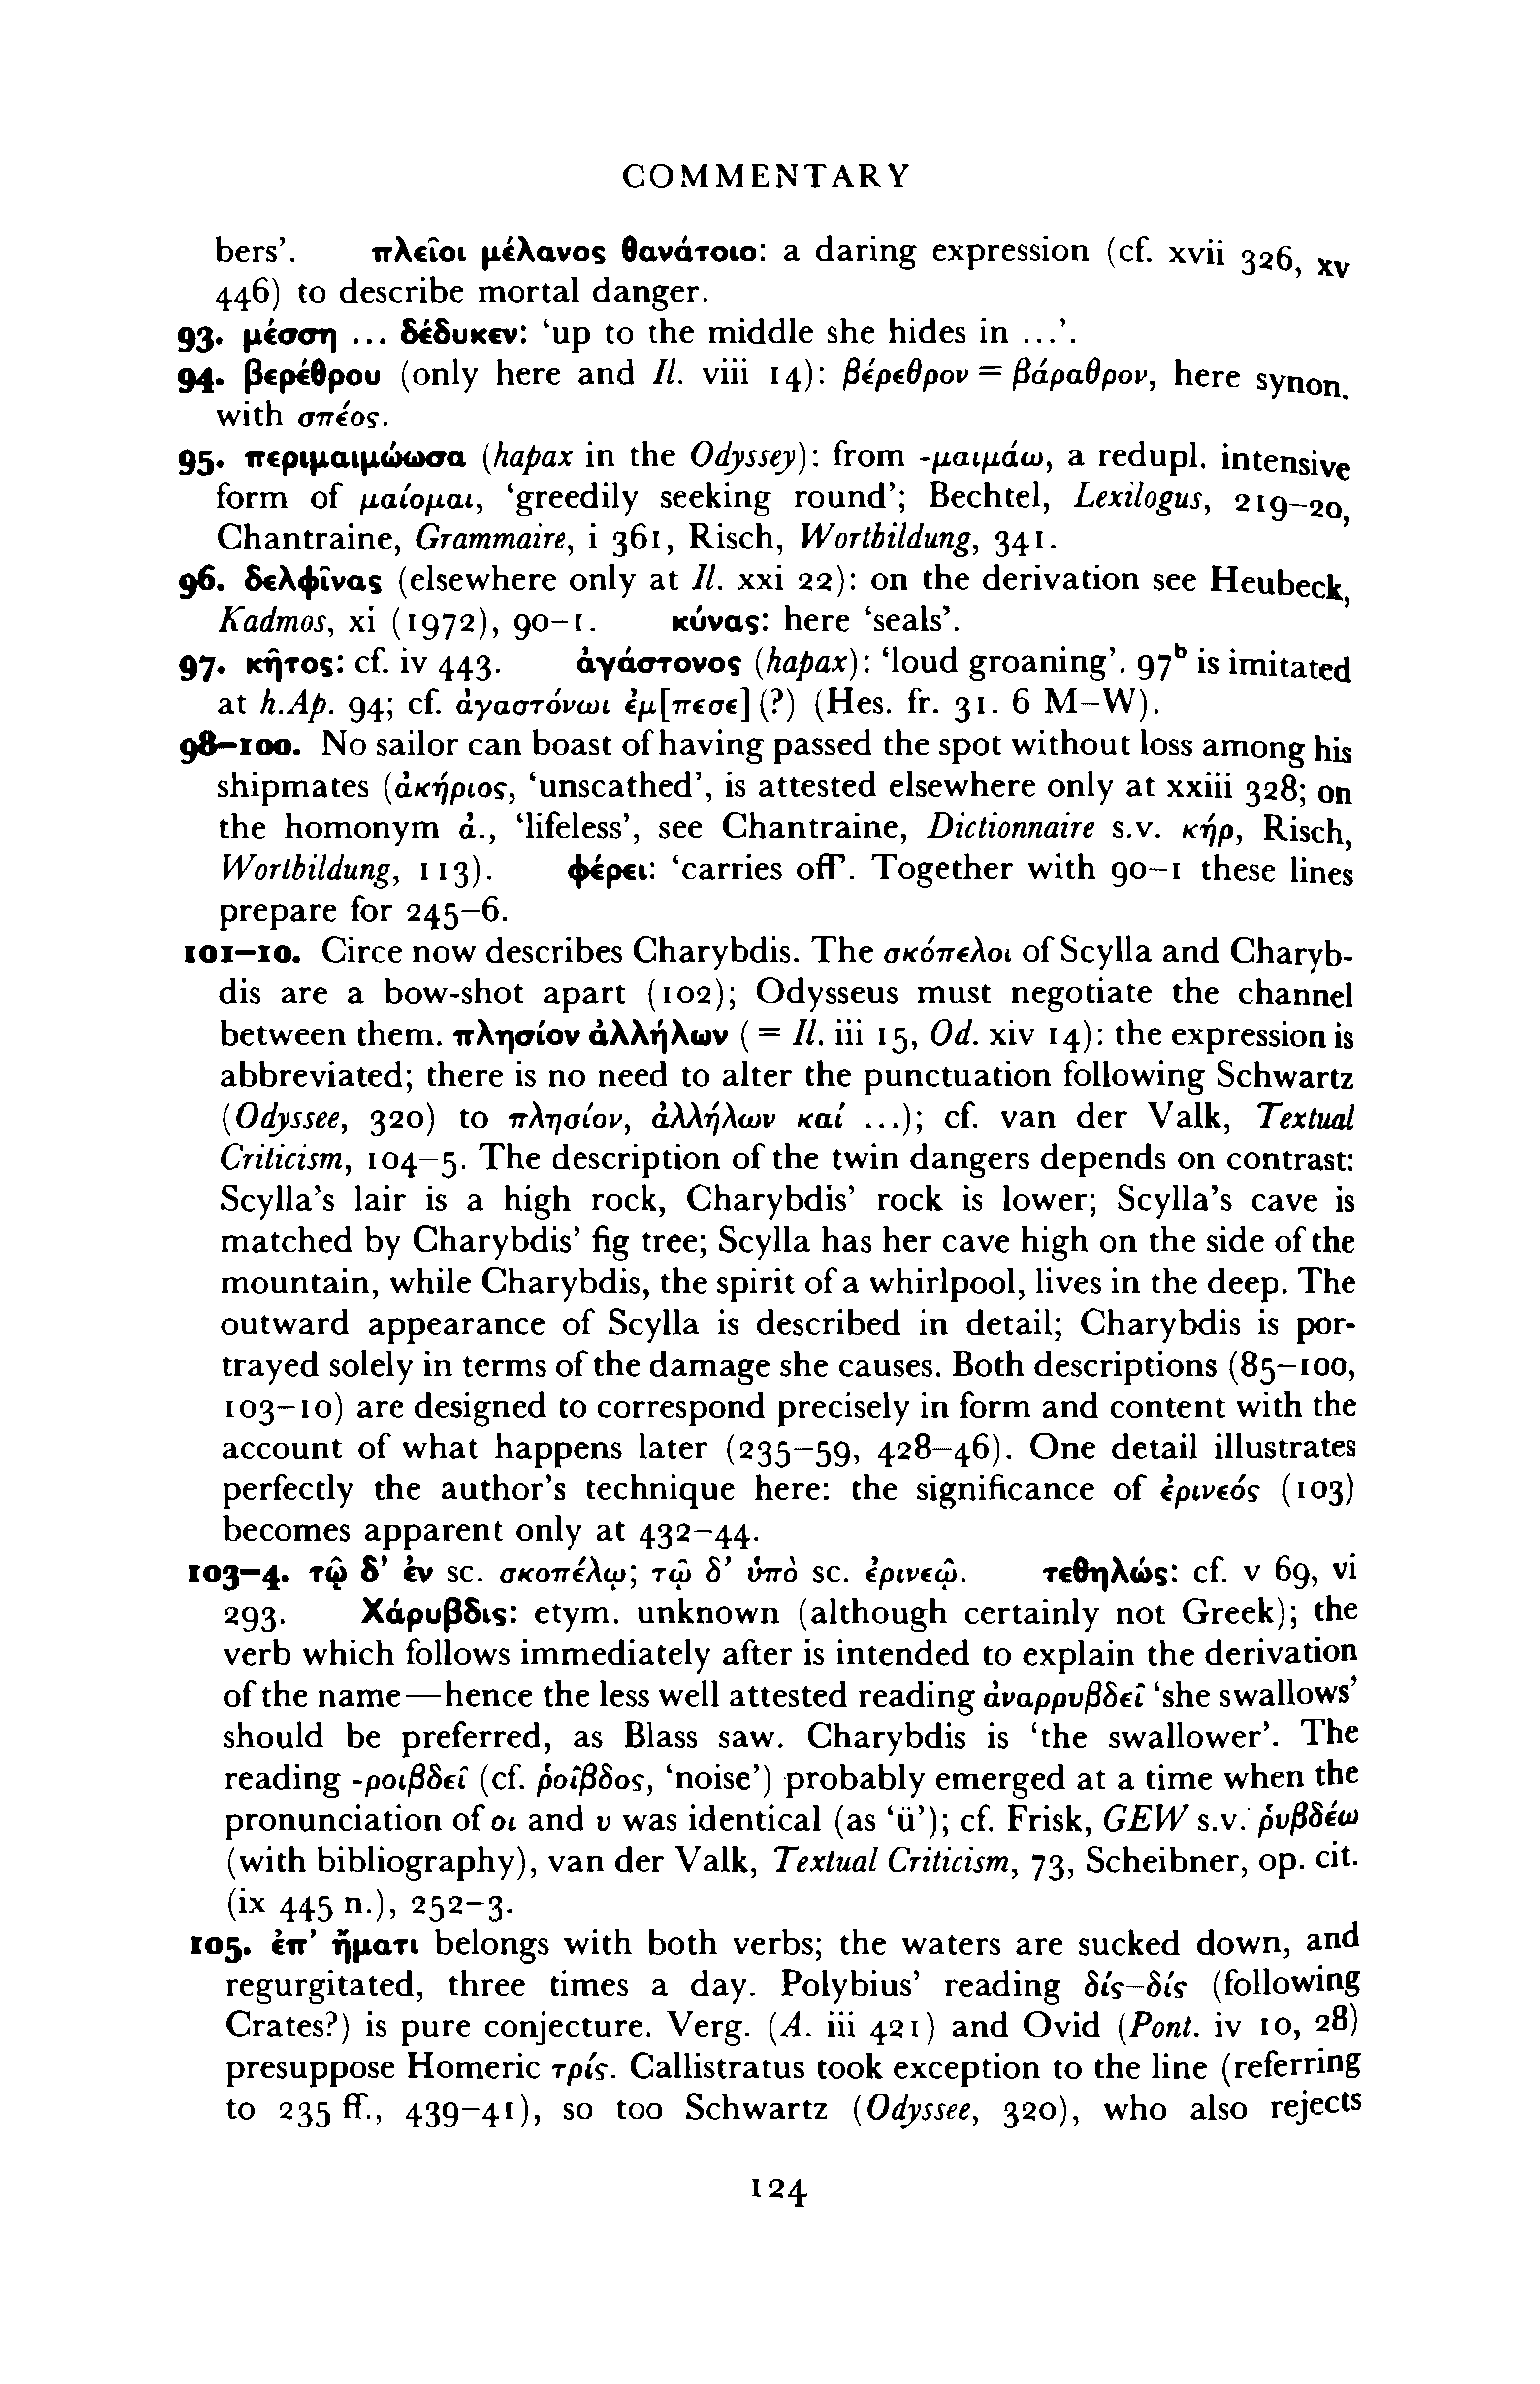 COMMENTARY
bers’. πλεῖοι μέλανος θανάτοιο: a daring expression (cf. xvii 326, xv
446) to describe mortal danger.
93. μέσση ... δέδυκεν: ‘up to the middle she hides in ...’.
94. βερέθρου (only here and Il. viii 14): βέρεθρον = βάραθρον, here synon.
with σπέος.
95. περιμαιμώωσα (hapax in the Odyssey): from -μαιμάω, a redupl. intensive
form of μαίομαι, ‘greedily seeking round’; Bechtel, Lexilogus, 219–20,
Chantraine, Grammaire, i 361, Risch, Wortbildung, 341.
96. δελφῖνας (elsewhere only at Il. xxi 22): on the derivation see Heubeck,
Kadmos, xi (1972), 90–1. κύνας: here ‘seals’.
97. κῆτος: cf. iv 443. ἀγάστονος (hapax): ‘loud groaning’. 97ᵇ is imitated
at h.Ap. 94; cf. ἀγαστόνωι ἐμ[πεσε] (?) (Hes. fr. 31. 6 M–W).
98–100. No sailor can boast of having passed the spot without loss among his
shipmates (ἀκήριος, ‘unscathed’, is attested elsewhere only at xxiii 328; on
the homonym ἀ., ‘lifeless’, see Chantraine, Dictionnaire s.v. κήρ, Risch,
Wortbildung, 113). φέρει: ‘carries off’. Together with 90–1 these lines
prepare for 245–6.
101–10. Circe now describes Charybdis. The σκόπελοι of Scylla and Charyb-
dis are a bow-shot apart (102); Odysseus must negotiate the channel
between them. πλησίον ἀλλήλων (= Il. iii 15, Od. xiv 14): the expression is
abbreviated; there is no need to alter the punctuation following Schwartz
(Odyssee, 320) to πλησίον, ἀλλήλων καί ...); cf. van der Valk, Textual
Criticism, 104–5. The description of the twin dangers depends on contrast:
Scylla’s lair is a high rock, Charybdis’ rock is lower; Scylla’s cave is
matched by Charybdis’ fig tree; Scylla has her cave high on the side of the
mountain, while Charybdis, the spirit of a whirlpool, lives in the deep. The
outward appearance of Scylla is described in detail; Charybdis is por-
trayed solely in terms of the damage she causes. Both descriptions (85–100,
103–10) are designed to correspond precisely in form and content with the
account of what happens later (235–59, 428–46). One detail illustrates
perfectly the author’s technique here: the significance of ἐρινεός (103)
becomes apparent only at 432–44.
103–4. τῷ δ’ ἐν sc. σκοπέλῳ; τῷ δ’ ὑπὸ sc. ἐρινεῷ. τεθηλώς: cf. v 69, vi
293. Χάρυβδις: etym. unknown (although certainly not Greek); the
verb which follows immediately after is intended to explain the derivation
of the name—hence the less well attested reading ἀναρρυβδεῖ ‘she swallows’
should be preferred, as Blass saw. Charybdis is ‘the swallower’. The
reading -ροιβδεῖ (cf. ῥοῖβδος, ‘noise’) probably emerged at a time when the
pronunciation of οι and υ was identical (as ‘ü’); cf. Frisk, GEW s.v. ῥυβδέω
(with bibliography), van der Valk, Textual Criticism, 73, Scheibner, op. cit.
(ix 445 n.), 252–3.
105. ἐπ’ ἤματι belongs with both verbs; the waters are sucked down, and
regurgitated, three times a day. Polybius’ reading δίς–δίς (following
Crates?) is pure conjecture. Verg. (A. iii 421) and Ovid (Pont. iv 10, 28)
presuppose Homeric τρίς. Callistratus took exception to the line (referring
to 235 ff., 439–41), so too Schwartz (Odyssee, 320), who also rejects
124